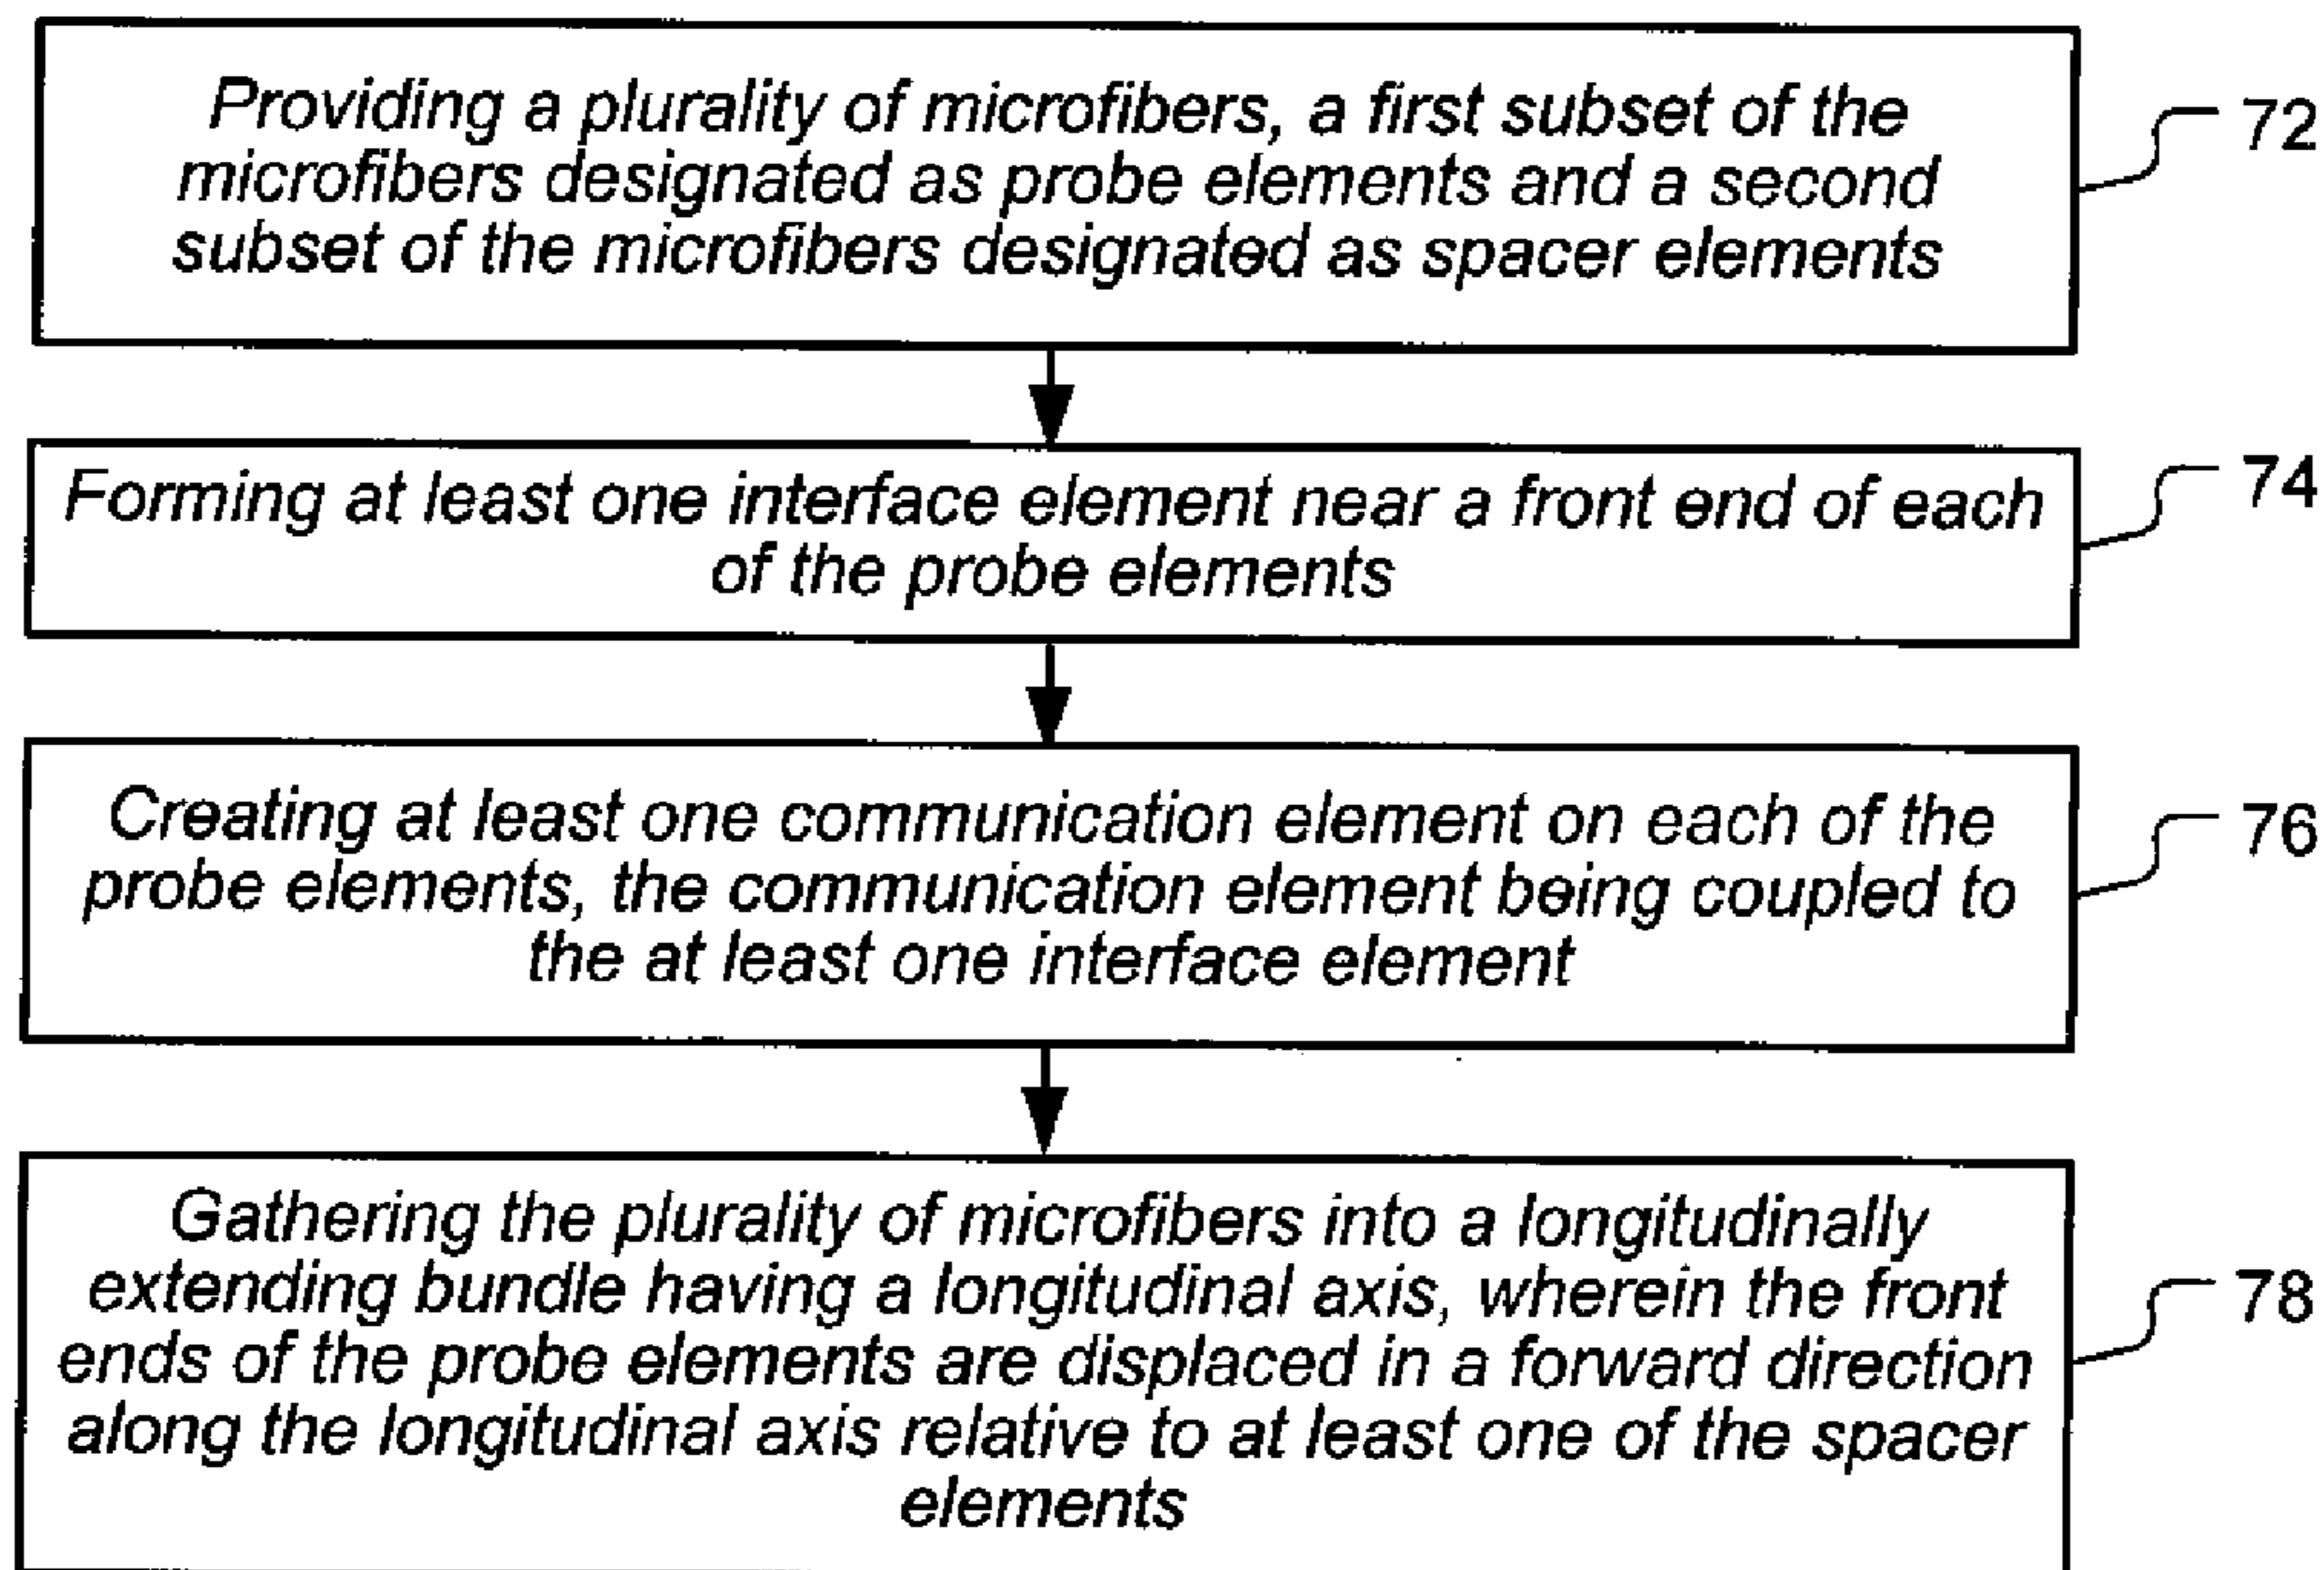 Providing a plurality of microfibers, a first subset of the
microfibers designated as probe elements and a second
subset of the microfibers designated as spacer elements
72
Forming at least one interface element near a front end of each
of the probe elements
74
Creating at least one communication element on each of the
probe elements, the communication element being coupled to
the at least one interface element
76
Gathering the plurality of microfibers into a longitudinally
extending bundle having a longitudinal axis, wherein the front
ends of the probe elements are displaced in a forward direction
along the longitudinal axis relative to at least one of the spacer
elements
78